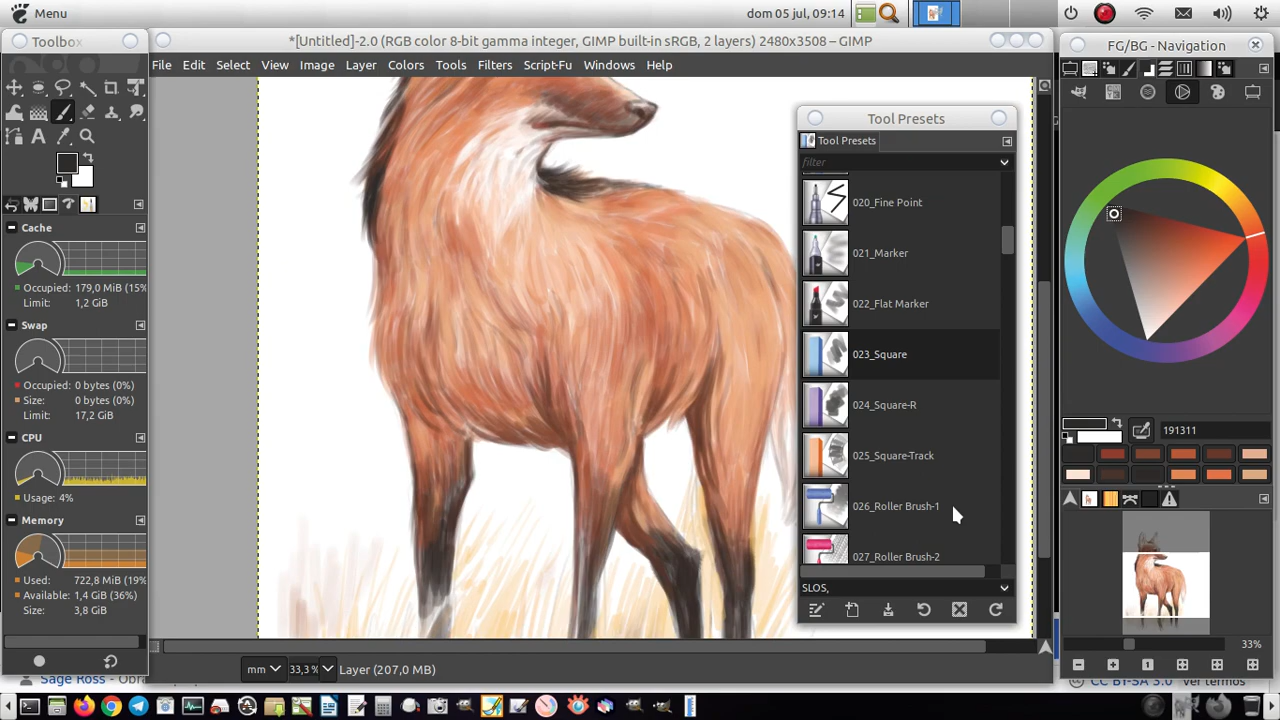 Menu
dom 05 jul, 09:14
Toolbox
*[Untitled]-2.0 (RGB color 8-bit gamma integer, GIMP built-in sRGB, 2 layers) 2480x3508 – GIMP
FG/BG - Navigation
File Edit Select View Image Layer Colors Tools Filters Script-Fu Windows Help
Tool Presets
Tool Presets
filter
020_Fine Point
021_Marker
022_Flat Marker
023_Square
024_Square-R
025_Square-Track
026_Roller Brush-1
027_Roller Brush-2
SLOS,
Cache
Occupied: 179,0 MiB (15%
Limit: 1,2 GiB
Swap
Occupied: 0 bytes (0%)
Size: 0 bytes (0%)
Limit: 17,2 GiB
CPU
Usage: 4%
Memory
Used: 722,8 MiB (19%
Available: 1,4 GiB (36%)
Size: 3,8 GiB
191311
33%
mm 33,3 % Layer (207,0 MB)
Sage Ross - Obr
CC BY-SA 3.0 Ver termos